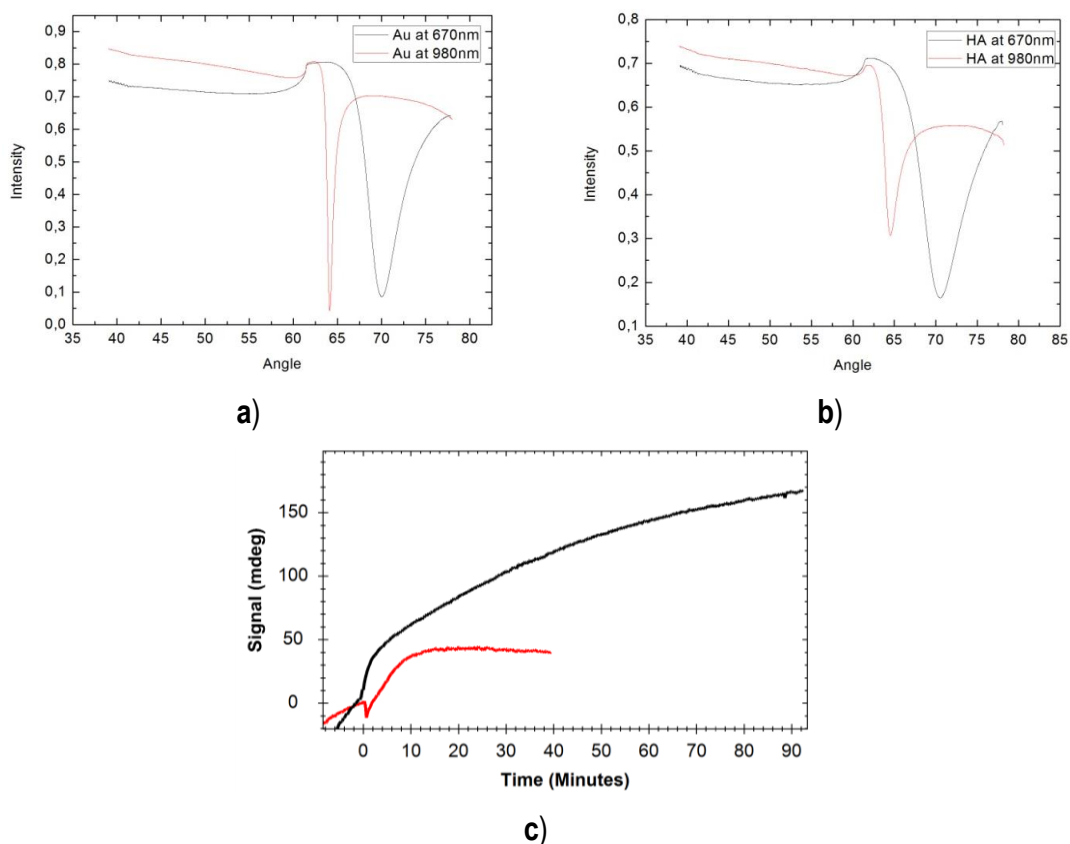 0,9
0,8
0,7
0,6
0,5
0,4
0,3
0,2
0,1
0,0
Intensity
35 40 45 50 55 60 65 70 75 80
Angle
Au at 670nm
Au at 980nm
a)
0,8
0,7
0,6
0,5
0,4
0,3
0,2
0,1
Intensity
35 40 45 50 55 60 65 70 75 80 85
Angle
HA at 670nm
HA at 980nm
b)
150
100
50
0
Signal (mdeg)
0 10 20 30 40 50 60 70 80 90
Time (Minutes)
c)